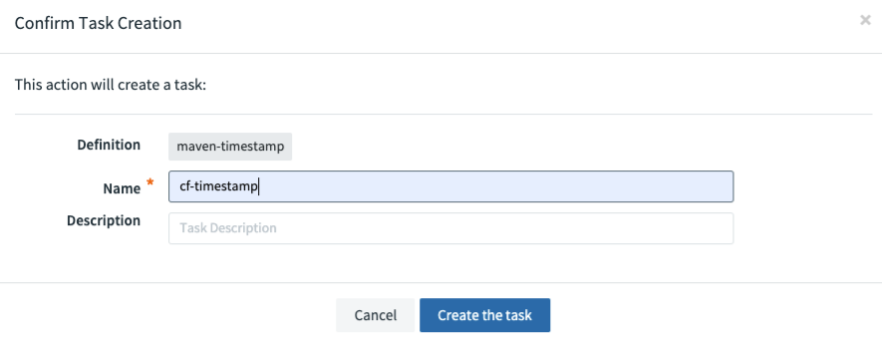 Confirm Task Creation ×
This action will create a task:
Definition maven-timestamp
Name * cf-timestamp
Description Task Description
Cancel Create the task